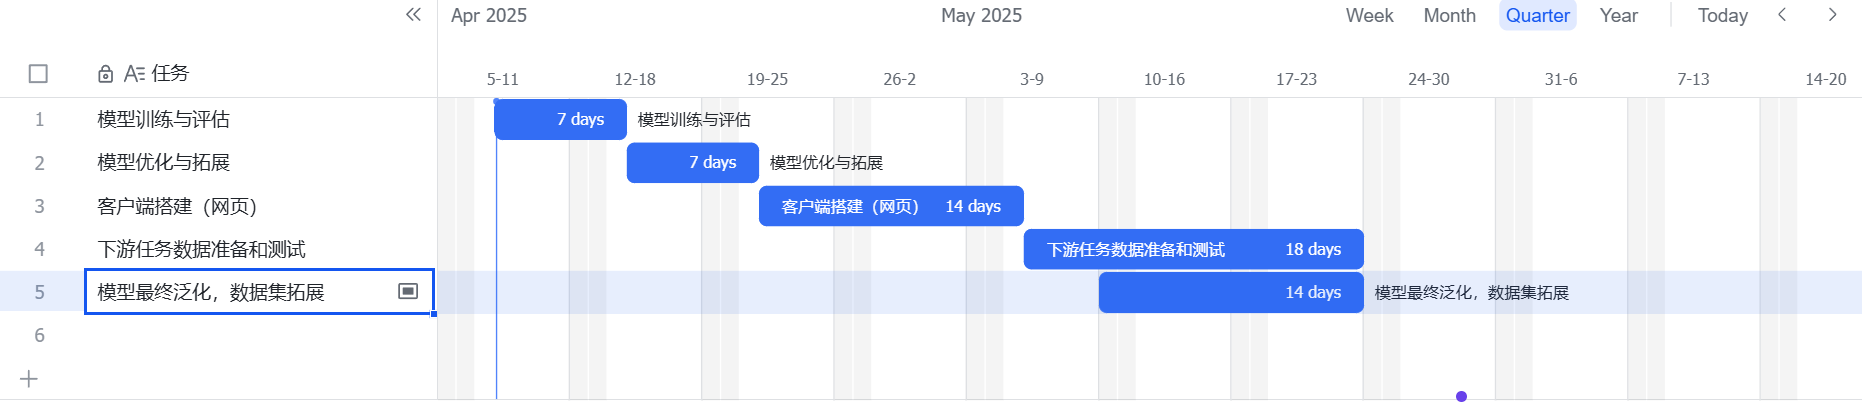 Apr 2025
May 2025
Week Month Quarter Year Today
任务
5-11 12-18 19-25 26-2 3-9 10-16 17-23 24-30 31-6 7-13 14-20
1 模型训练与评估 7 days 模型训练与评估
2 模型优化与拓展 7 days 模型优化与拓展
3 客户端搭建（网页） 客户端搭建（网页） 14 days
4 下游任务数据准备和测试 下游任务数据准备和测试 18 days
5 模型最终泛化，数据集拓展 14 days 模型最终泛化，数据集拓展
6